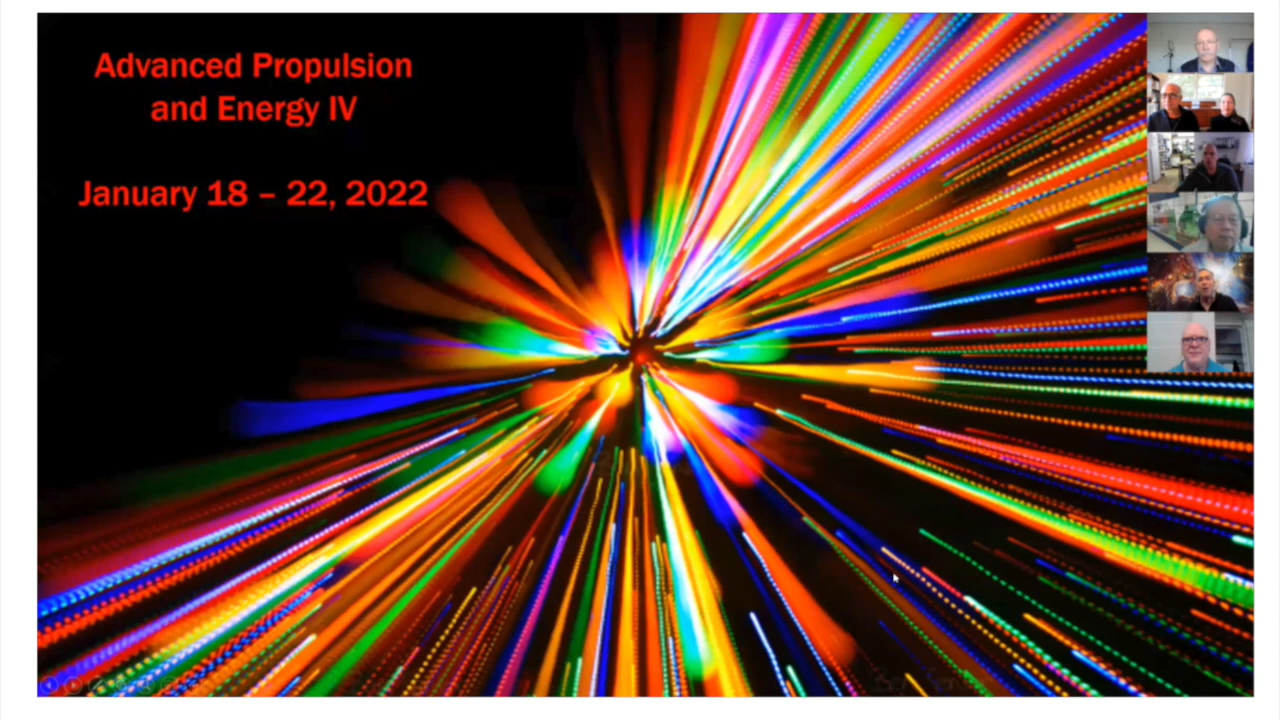 Advanced Propulsion
and Energy IV
January 18 – 22, 2022